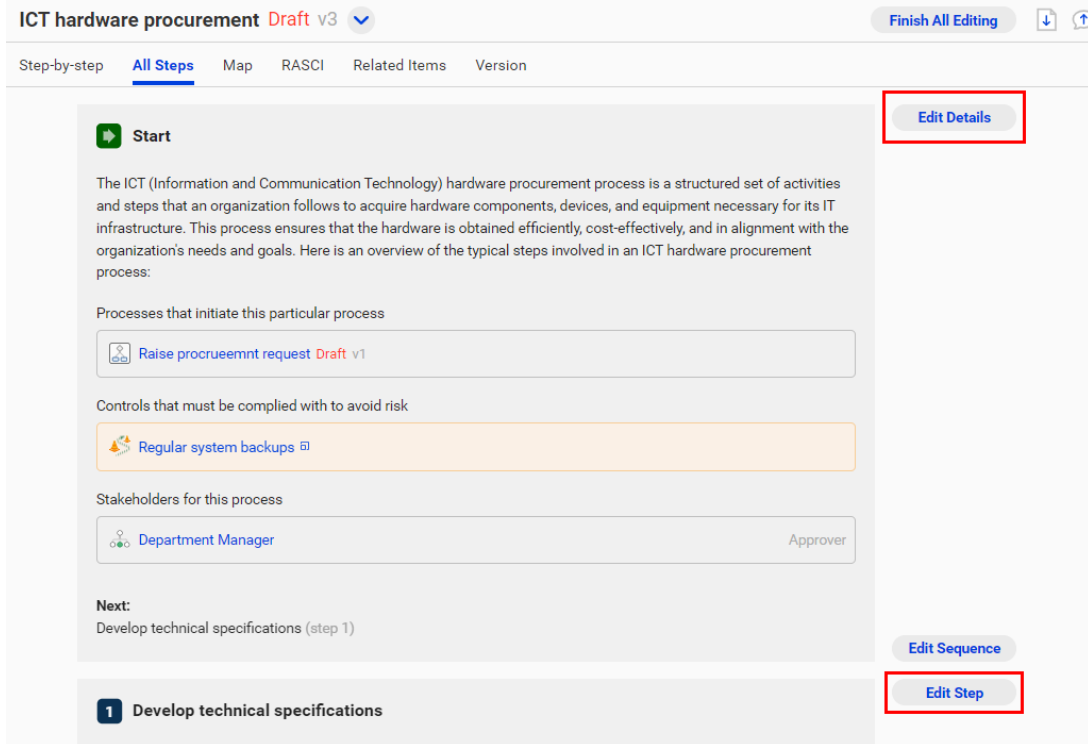 ICT hardware procurement Draft v3 Finish All Editing
Step-by-step All Steps Map RASCI Related Items Version
Edit Details
Start
The ICT (Information and Communication Technology) hardware procurement process is a structured set of activities
and steps that an organization follows to acquire hardware components, devices, and equipment necessary for its IT
infrastructure. This process ensures that the hardware is obtained efficiently, cost-effectively, and in alignment with the
organization's needs and goals. Here is an overview of the typical steps involved in an ICT hardware procurement
process:
Processes that initiate this particular process
Raise procrueemnt request Draft v1
Controls that must be complied with to avoid risk
Regular system backups
Stakeholders for this process
Department Manager Approver
Next:
Develop technical specifications (step 1)
Edit Sequence
Edit Step
1 Develop technical specifications